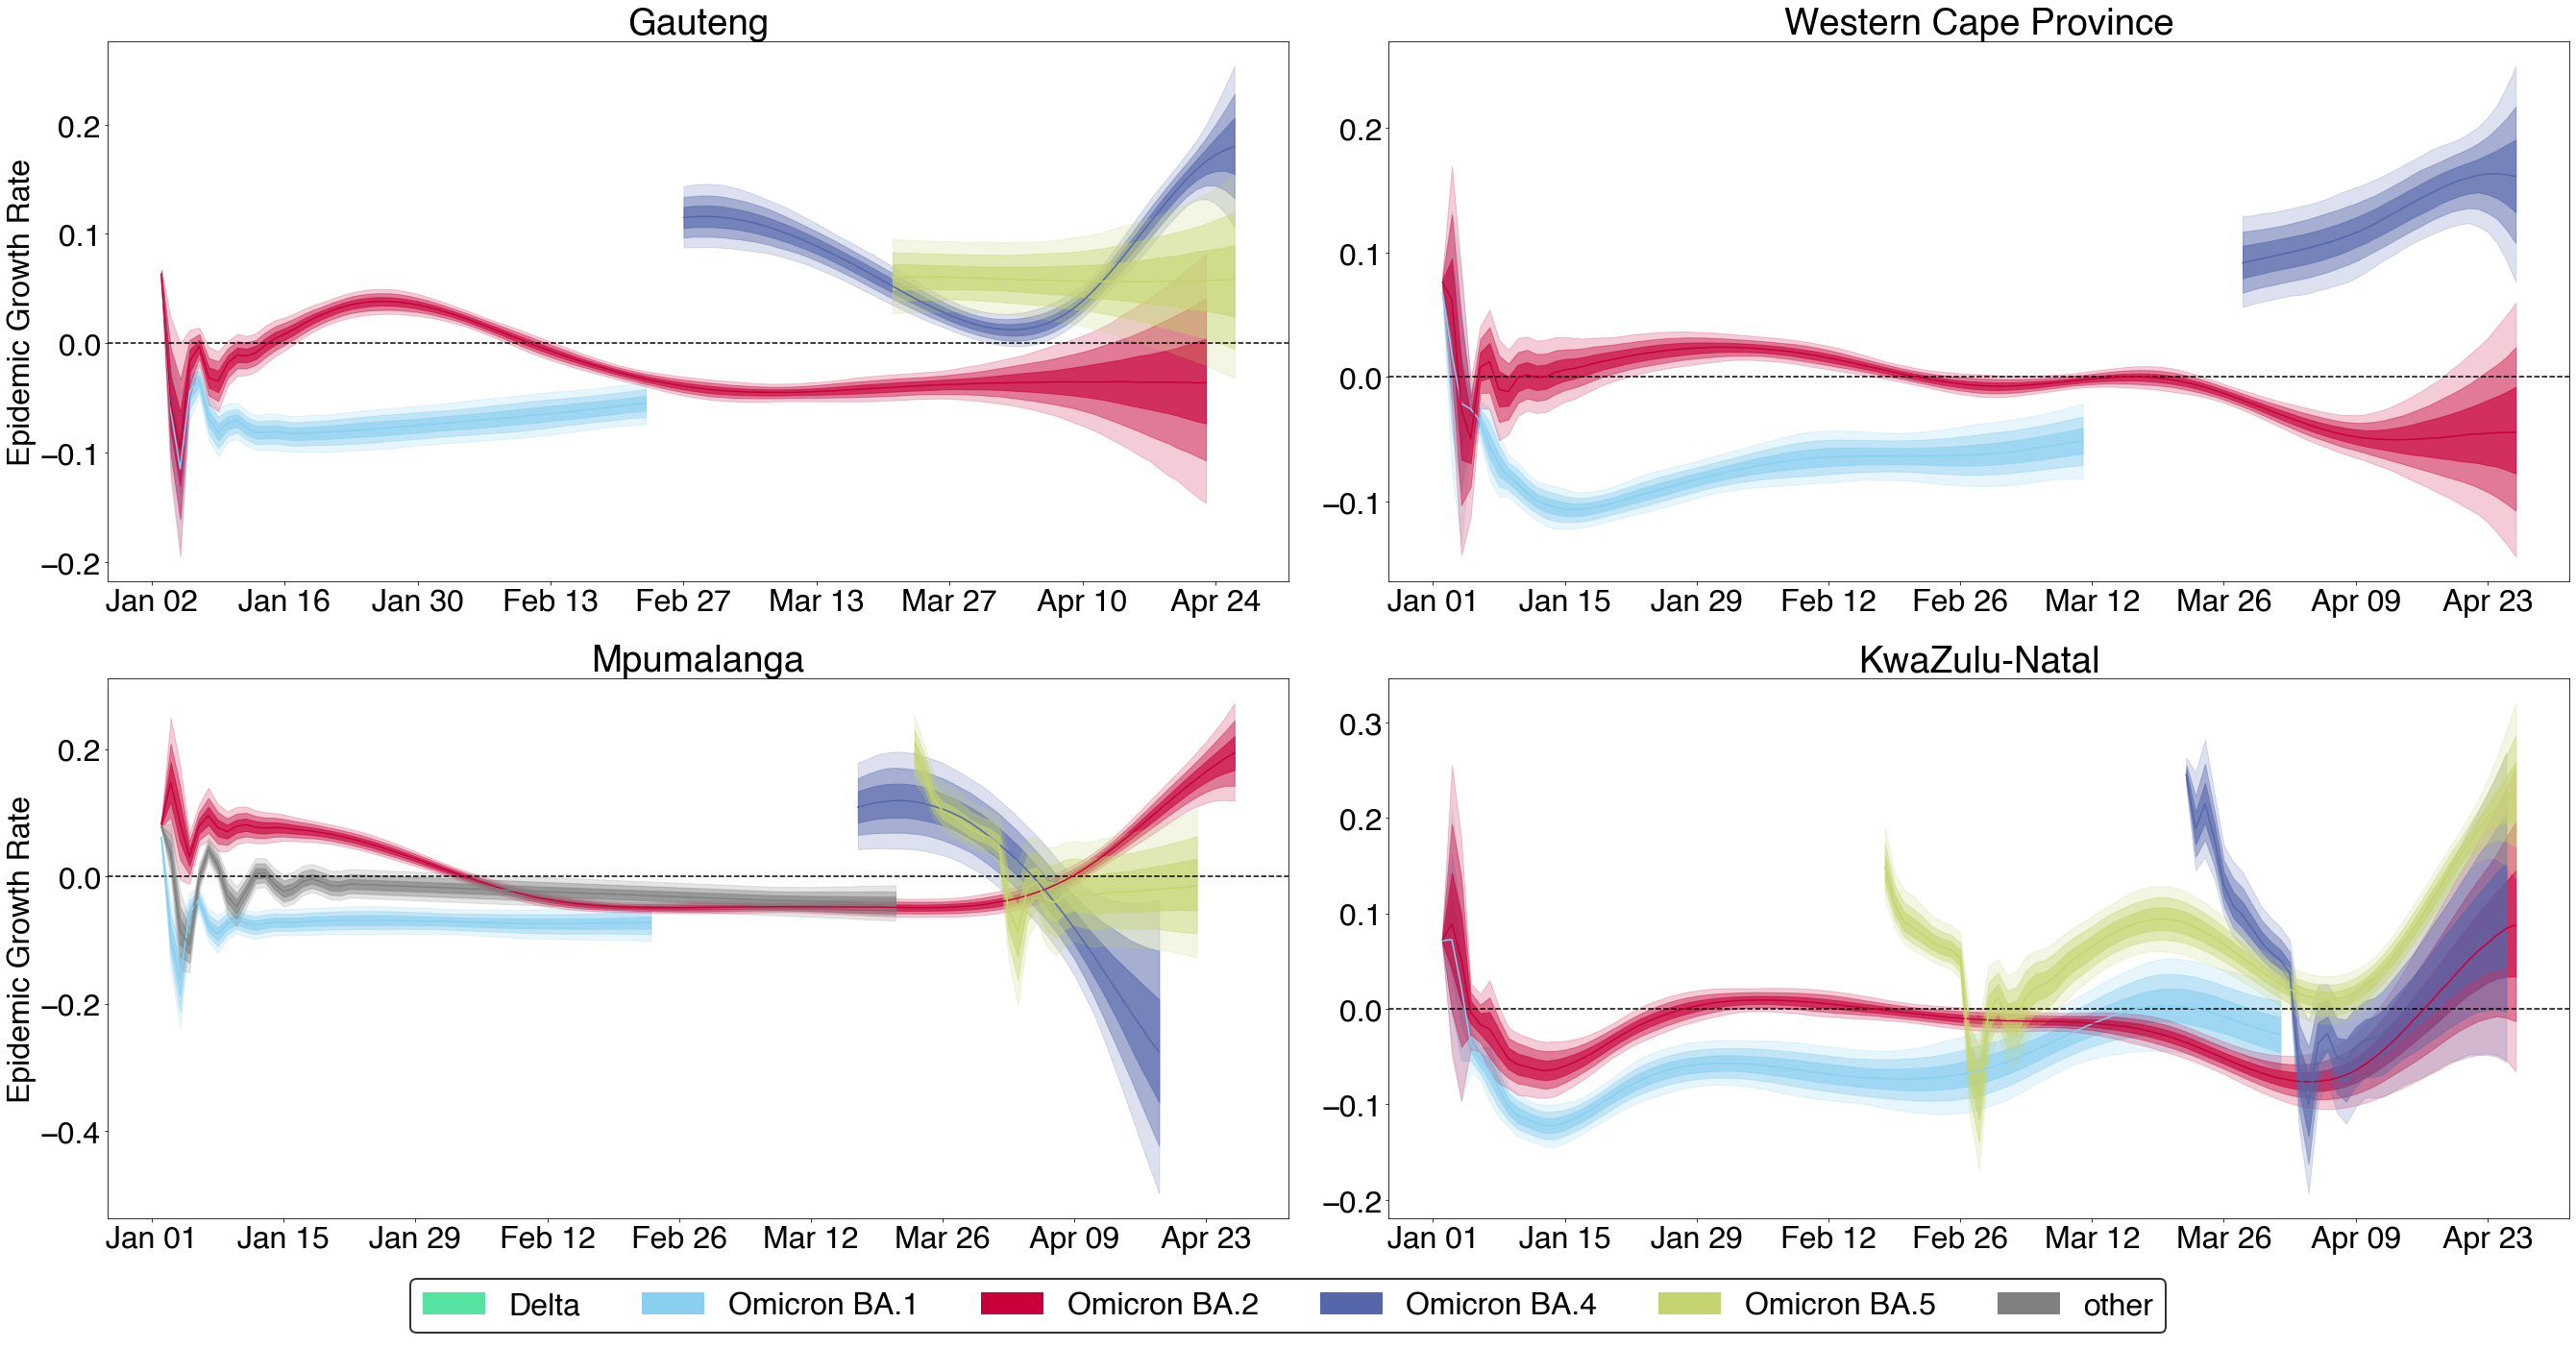 Gauteng
Epidemic Growth Rate
0.2
0.1
0.0
−0.1
−0.2
Jan 02 Jan 16 Jan 30 Feb 13 Feb 27 Mar 13 Mar 27 Apr 10 Apr 24
Western Cape Province
0.2
0.1
0.0
−0.1
Jan 01 Jan 15 Jan 29 Feb 12 Feb 26 Mar 12 Mar 26 Apr 09 Apr 23
Mpumalanga
Epidemic Growth Rate
0.2
0.0
−0.2
−0.4
Jan 01 Jan 15 Jan 29 Feb 12 Feb 26 Mar 12 Mar 26 Apr 09 Apr 23
KwaZulu-Natal
0.3
0.2
0.1
0.0
−0.1
−0.2
Jan 01 Jan 15 Jan 29 Feb 12 Feb 26 Mar 12 Mar 26 Apr 09 Apr 23
Delta Omicron BA.1 Omicron BA.2 Omicron BA.4 Omicron BA.5 other